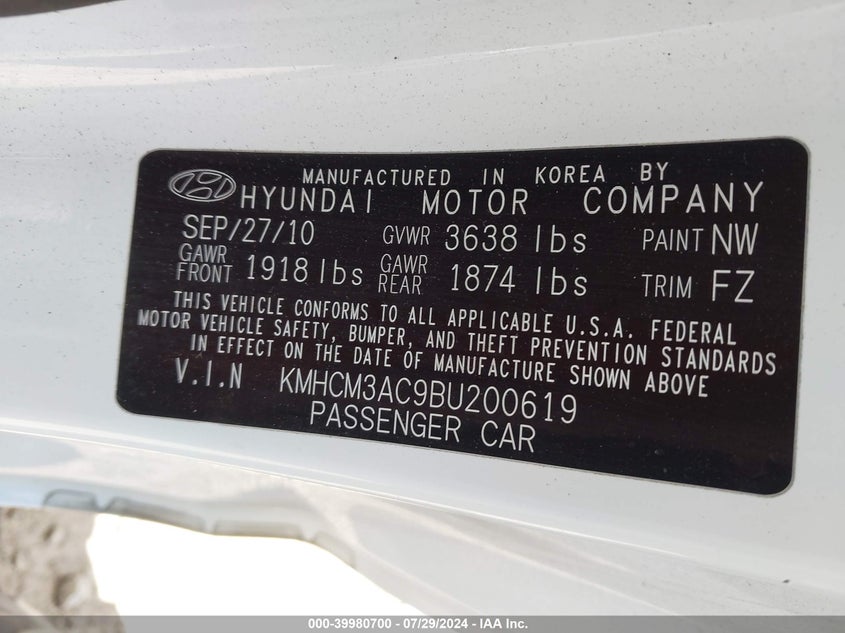 MANUFACTURED IN KOREA BY
HYUNDAI MOTOR COMPANY
SEP/27/10 GVWR 3638 lbs PAINT NW
GAWR FRONT 1918 lbs GAWR REAR 1874 lbs TRIM FZ
THIS VEHICLE CONFORMS TO ALL APPLICABLE U.S.A. FEDERAL
MOTOR VEHICLE SAFETY, BUMPER, AND THEFT PREVENTION STANDARDS
IN EFFECT ON THE DATE OF MANUFACTURE SHOWN ABOVE
V.I.N KMHCM3AC9BU200619
PASSENGER CAR
000-39980700 - 07/29/2024 - IAA Inc.